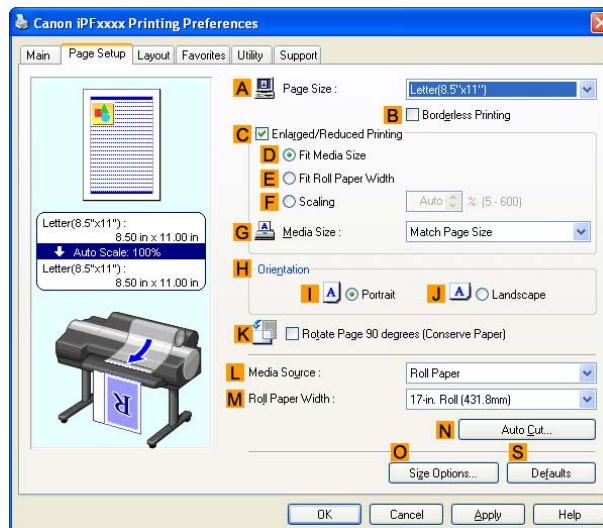 Canon iPFxxxx Printing Preferences
Main Page Setup Layout Favorites Utility Support
A Page Size : Letter(8.5"x11")
B Borderless Printing
C Enlarged/Reduced Printing
D Fit Media Size
E Fit Roll Paper Width
F Scaling Auto % (5 - 600)
G Media Size : Match Page Size
Letter(8.5"x11") :
8.50 in x 11.00 in
Auto Scale: 100%
Letter(8.5"x11") :
8.50 in x 11.00 in
H Orientation
I A Portrait J A Landscape
K Rotate Page 90 degrees (Conserve Paper)
L Media Source : Roll Paper
M Roll Paper Width : 17-in. Roll (431.8mm)
R
N Auto Cut...
O S
Size Options... Defaults
OK Cancel Apply Help